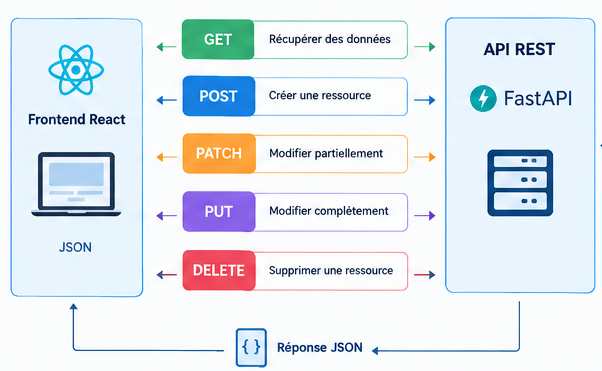 Frontend React
JSON
GET
Récupérer des données
POST
Créer une ressource
PATCH
Modifier partiellement
PUT
Modifier complètement
DELETE
Supprimer une ressource
API REST
FastAPI
{ }
Réponse JSON